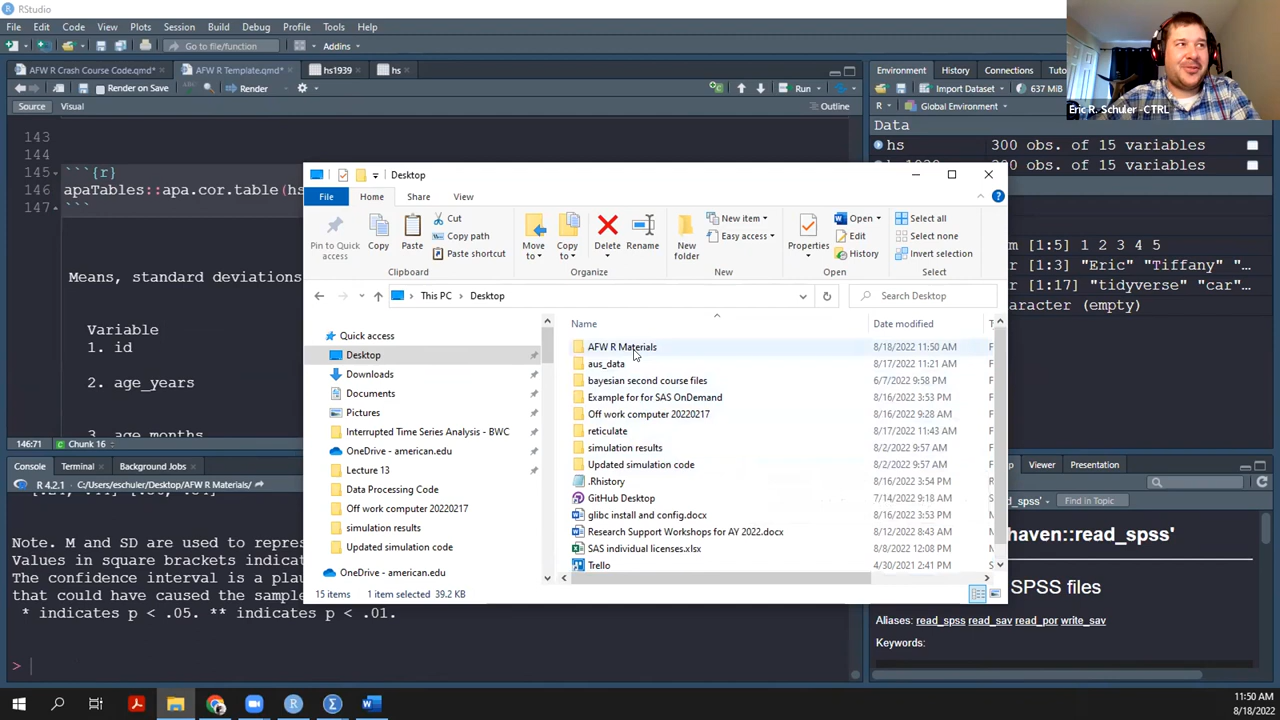 RStudio
File Edit Code View Plots Session Build Debug Profile Tools Help
Go to file/function Addins
AFW R Crash Course Code.qmd* AFW R Template.qmd* hs1939 hs
Render on Save Render Run
Source Visual Outline
143
144
145 ```{r}
146 apaTables::apa.cor.table(hs
147 ```
Means, standard deviations
Variable
1. id
2. age_years
3. age_months
146:71 Chunk 16
Console Terminal Background Jobs
R 4.2.1 C:/Users/eschuler/Desktop/AFW R Materials/
Note. M and SD are used to repres
Values in square brackets indicat
The confidence interval is a plau
that could have caused the sample
* indicates p < .05. ** indicates p < .01.
>
Desktop
File Home Share View
Pin to Quick access Copy Paste Cut Copy path Paste shortcut
Move to Copy to Delete Rename New folder New item Easy access
Properties Open Edit History Select all Select none Invert selection
Clipboard Organize New Open Select
This PC > Desktop Search Desktop
Quick access
Desktop
Downloads
Documents
Pictures
Interrupted Time Series Analysis - BWC
OneDrive - american.edu
Lecture 13
Data Processing Code
Off work computer 20220217
simulation results
Updated simulation code
OneDrive - american.edu
Name Date modified
AFW R Materials 8/18/2022 11:50 AM F
aus_data 8/17/2022 11:21 AM F
bayesian second course files 6/7/2022 9:58 PM F
Example for for SAS OnDemand 8/16/2022 3:53 PM F
Off work computer 20220217 8/16/2022 9:28 AM F
reticulate 8/17/2022 11:43 AM F
simulation results 8/2/2022 9:57 AM F
Updated simulation code 8/2/2022 9:57 AM F
.Rhistory 8/16/2022 3:54 PM F
GitHub Desktop 7/14/2022 9:18 AM S
glibc install and config.docx 8/16/2022 3:53 PM M
Research Support Workshops for AY 2022.docx 8/12/2022 8:43 AM M
SAS individual licenses.xlsx 8/8/2022 12:08 PM M
Trello 4/30/2021 2:41 PM
15 items 1 item selected 39.2 KB
Environment History Connections Tuto
Import Dataset 637 MiB
R Global Environment
Data
hs 300 obs. of 15 variables
300 obs. of 15 variables
[1:5] 1 2 3 4 5
[1:3] "Eric" "Tiffany" "…
[1:17] "tidyverse" "car"…
(empty)
Viewer Presentation
Find in Topic
haven::read_spss'
SPSS files
Aliases: read_spss read_sav read_por write_sav
Keywords:
Eric R. Schuler -CTRL
11:50 AM
8/18/2022